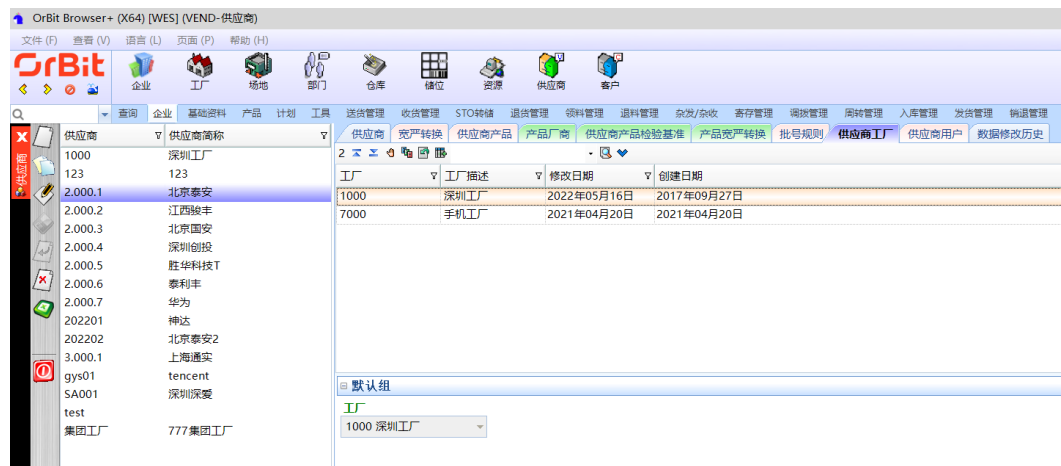 OrBit Browser+ (X64) [WES] (VEND-供应商)
文件 (F) 查看 (V) 语言 (L) 页面 (P) 帮助 (H)
OrBiT
企业 工厂 场地 部门 仓库 储位 资源 供应商 客户
查询 企业 基础资料 产品 计划 工具 送货管理 收货管理 STO转储 退货管理 领料管理 退料管理 杂发/杂收 寄存管理 调拨管理 周转管理 入库管理 发货管理 销退管理
供应商 宽严转换 供应商产品 产品厂商 供应商产品检验基准 产品宽严转换 批号规则 供应商工厂 供应商用户 数据修改历史
供应商
供应商 供应商简称
1000 深圳工厂
123 123
2.000.1 北京泰安
2.000.2 江西骏丰
2.000.3 北京国安
2.000.4 深圳创投
2.000.5 胜华科技T
2.000.6 泰利丰
2.000.7 华为
202201 神达
202202 北京泰安2
3.000.1 上海通实
gys01 tencent
SA001 深圳深爱
test
集团工厂 777集团工厂
2
工厂 工厂描述 修改日期 创建日期
1000 深圳工厂 2022年05月16日 2017年09月27日
7000 手机工厂 2021年04月20日 2021年04月20日
默认组
工厂
1000 深圳工厂